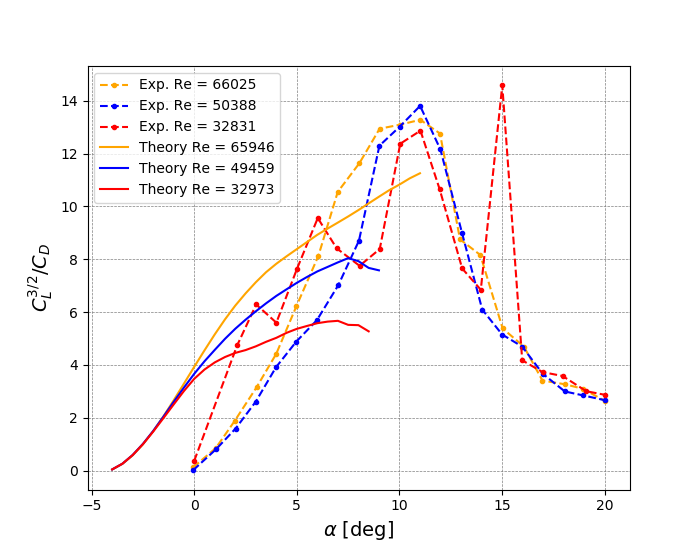 Exp. Re = 66025
Exp. Re = 50388
Exp. Re = 32831
Theory Re = 65946
Theory Re = 49459
Theory Re = 32973
14
12
10
8
6
4
2
0
−5 0 5 10 15 20
C_L^{3/2}/C_D
α [deg]